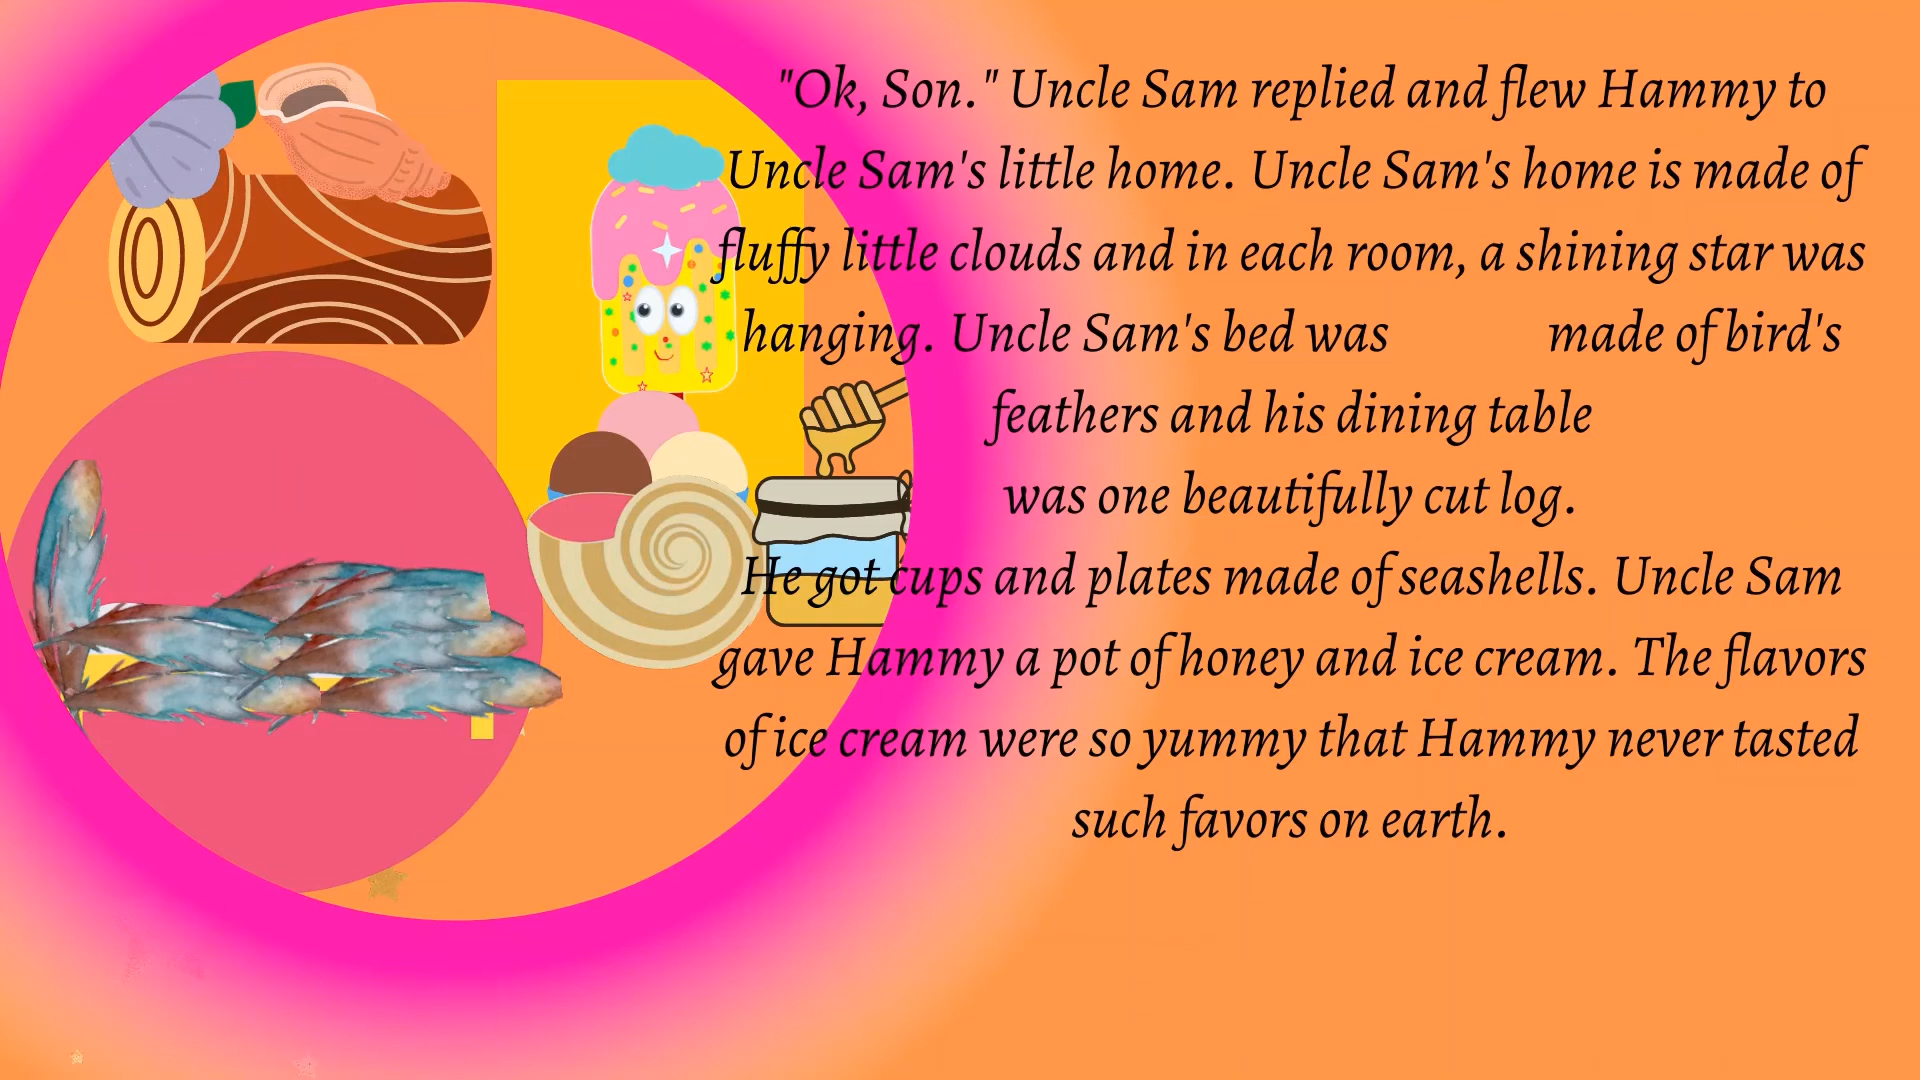 "Ok, Son." Uncle Sam replied and flew Hammy to
Uncle Sam's little home. Uncle Sam's home is made of
fluffy little clouds and in each room, a shining star was
hanging. Uncle Sam's bed was made of bird's
feathers and his dining table
was one beautifully cut log.
He got cups and plates made of seashells. Uncle Sam
gave Hammy a pot of honey and ice cream. The flavors
of ice cream were so yummy that Hammy never tasted
such favors on earth.